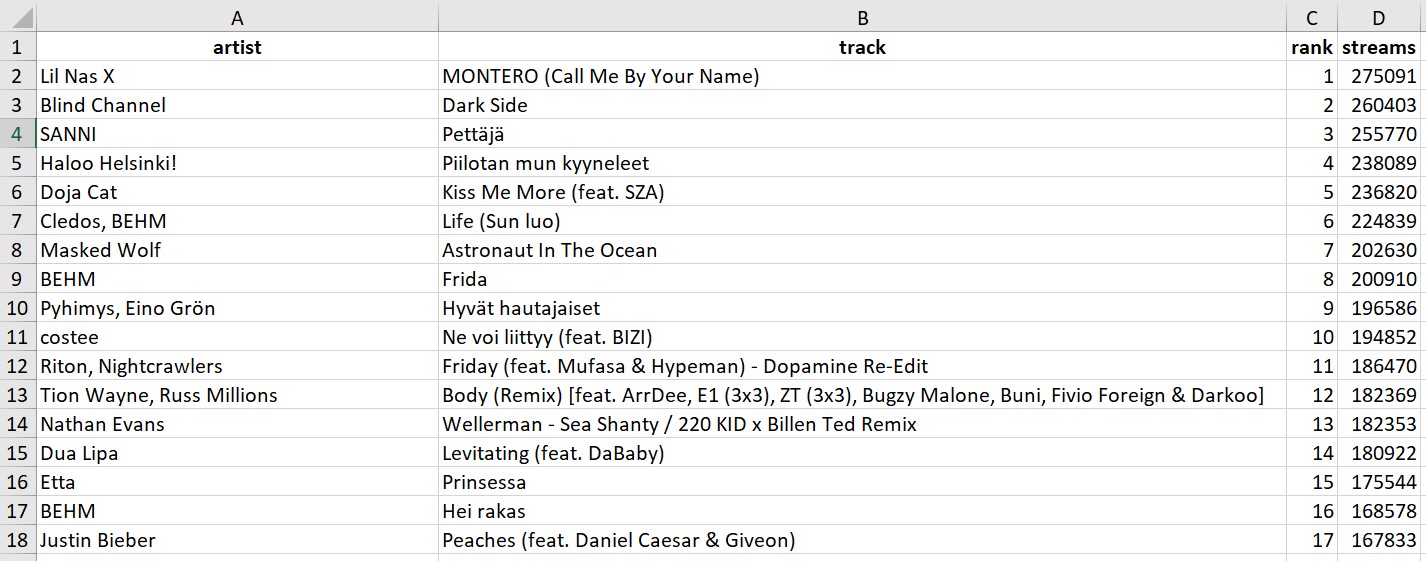 A B C D
1 artist track rank streams
2 Lil Nas X MONTERO (Call Me By Your Name) 1 275091
3 Blind Channel Dark Side 2 260403
4 SANNI Pettäjä 3 255770
5 Haloo Helsinki! Piilotan mun kyyneleet 4 238089
6 Doja Cat Kiss Me More (feat. SZA) 5 236820
7 Cledos, BEHM Life (Sun luo) 6 224839
8 Masked Wolf Astronaut In The Ocean 7 202630
9 BEHM Frida 8 200910
10 Pyhimys, Eino Grön Hyvät hautajaiset 9 196586
11 costee Ne voi liittyy (feat. BIZI) 10 194852
12 Riton, Nightcrawlers Friday (feat. Mufasa & Hypeman) - Dopamine Re-Edit 11 186470
13 Tion Wayne, Russ Millions Body (Remix) [feat. ArrDee, E1 (3x3), ZT (3x3), Bugzy Malone, Buni, Fivio Foreign & Darkoo] 12 182369
14 Nathan Evans Wellerman - Sea Shanty / 220 KID x Billen Ted Remix 13 182353
15 Dua Lipa Levitating (feat. DaBaby) 14 180922
16 Etta Prinsessa 15 175544
17 BEHM Hei rakas 16 168578
18 Justin Bieber Peaches (feat. Daniel Caesar & Giveon) 17 167833